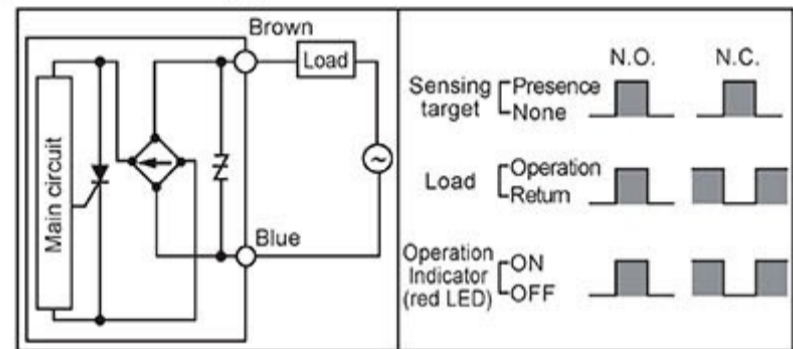 Brown
Load
Main circuit
~
Blue
N.O. N.C.
Sensing target Presence
None
Load Operation
Return
Operation Indicator (red LED) ON
OFF